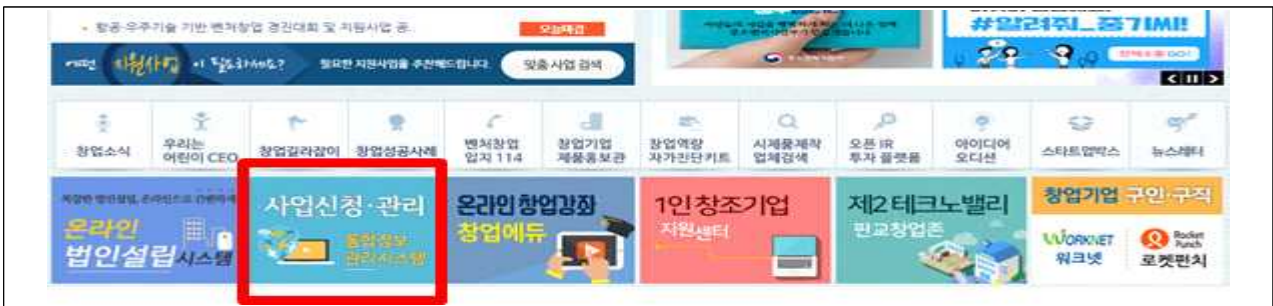 • 항공·우주기술 기반 벤처창업 경진대회 및 지원사업 공..
오늘마감
#알려줘_중기IMI!
어떤 지원사업 이 필요하세요?
필요한 지원사업을 추천해드립니다.
맞춤 사업 검색
창업소식
우리는
어린이 CEO
창업길라잡이
창업성공사례
벤처창업
입지 114
창업기업
제품홍보관
창업역량
자가진단키트
시제품제작
업체검색
오픈 IR
투자 플랫폼
아이디어
오디션
스타트업박스
뉴스레터
온라인
법인설립시스템
사업신청·관리
통합정보
관리시스템
온라인 창업강좌
창업에듀
1인 창조기업
지원센터
제2 테크노밸리
판교창업존
창업기업 구인·구직
WORKNET
워크넷
Rocket
Punch
로켓펀치